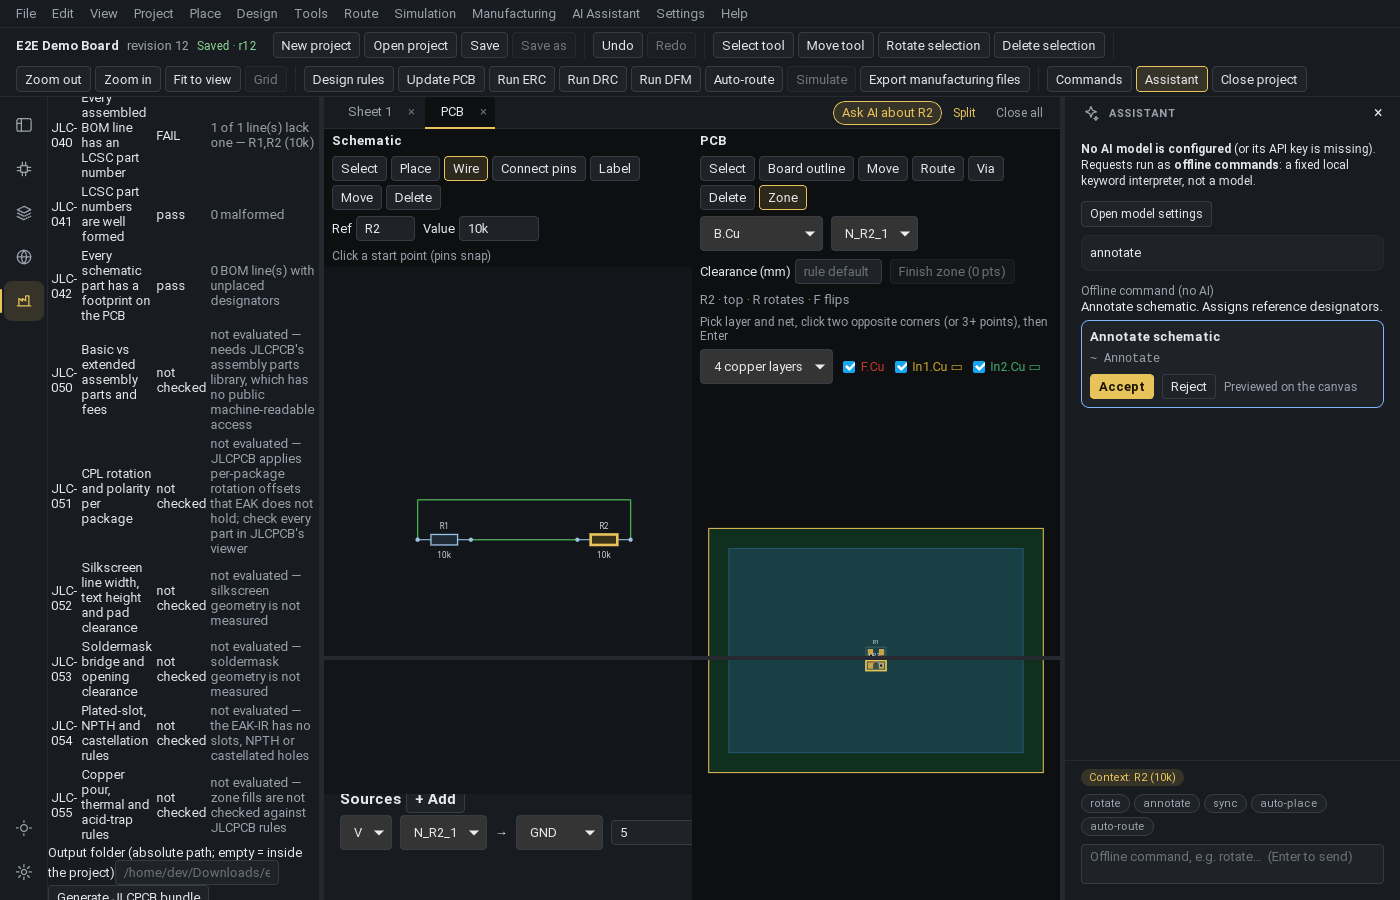 File Edit View Project Place Design Tools Route Simulation Manufacturing AI Assistant Settings Help
E2E Demo Board revision 12 Saved · r12 New project Open project Save Save as Undo Redo Select tool Move tool Rotate selection Delete selection
Zoom out Zoom in Fit to view Grid Design rules Update PCB Run ERC Run DRC Run DFM Auto-route Simulate Export manufacturing files Commands Assistant Close project
JLC-040 Every assembled BOM line has an LCSC part number FAIL 1 of 1 line(s) lack one — R1,R2 (10k)
JLC-041 LCSC part numbers are well formed pass 0 malformed
JLC-042 Every schematic part has a footprint on the PCB pass 0 BOM line(s) with unplaced designators
JLC-050 Basic vs extended assembly parts and fees not checked not evaluated — needs JLCPCB's assembly parts library, which has no public machine-readable access
JLC-051 CPL rotation and polarity per package not checked not evaluated — JLCPCB applies per-package rotation offsets that EAK does not hold; check every part in JLCPCB's viewer
JLC-052 Silkscreen line width, text height and pad clearance not checked not evaluated — silkscreen geometry is not measured
JLC-053 Soldermask bridge and opening clearance not checked not evaluated — soldermask geometry is not measured
JLC-054 Plated-slot, NPTH and castellation rules not checked not evaluated — the EAK-IR has no slots, NPTH or castellated holes
JLC-055 Copper pour, thermal and acid-trap rules not checked not evaluated — zone fills are not checked against JLCPCB rules
Output folder (absolute path; empty = inside
the project) /home/dev/Downloads/e
Generate JLCPCB bundle
Sheet 1 × PCB × Ask AI about R2 Split Close all
Schematic
Select Place Wire Connect pins Label
Move Delete
Ref R2 Value 10k
Click a start point (pins snap)
R1 R2
10k 10k
Sources + Add
V N_R2_1 → GND 5
PCB
Select Board outline Move Route Via
Delete Zone
B.Cu N_R2_1
Clearance (mm) rule default Finish zone (0 pts)
R2 · top · R rotates · F flips
Pick layer and net, click two opposite corners (or 3+ points), then
Enter
4 copper layers F.Cu In1.Cu In2.Cu
R1
ASSISTANT ×
No AI model is configured (or its API key is missing).
Requests run as offline commands: a fixed local
keyword interpreter, not a model.
Open model settings
annotate
Offline command (no AI)
Annotate schematic. Assigns reference designators.
Annotate schematic
~ Annotate
Accept Reject Previewed on the canvas
Context: R2 (10k)
rotate annotate sync auto-place
auto-route
Offline command, e.g. rotate… (Enter to send)